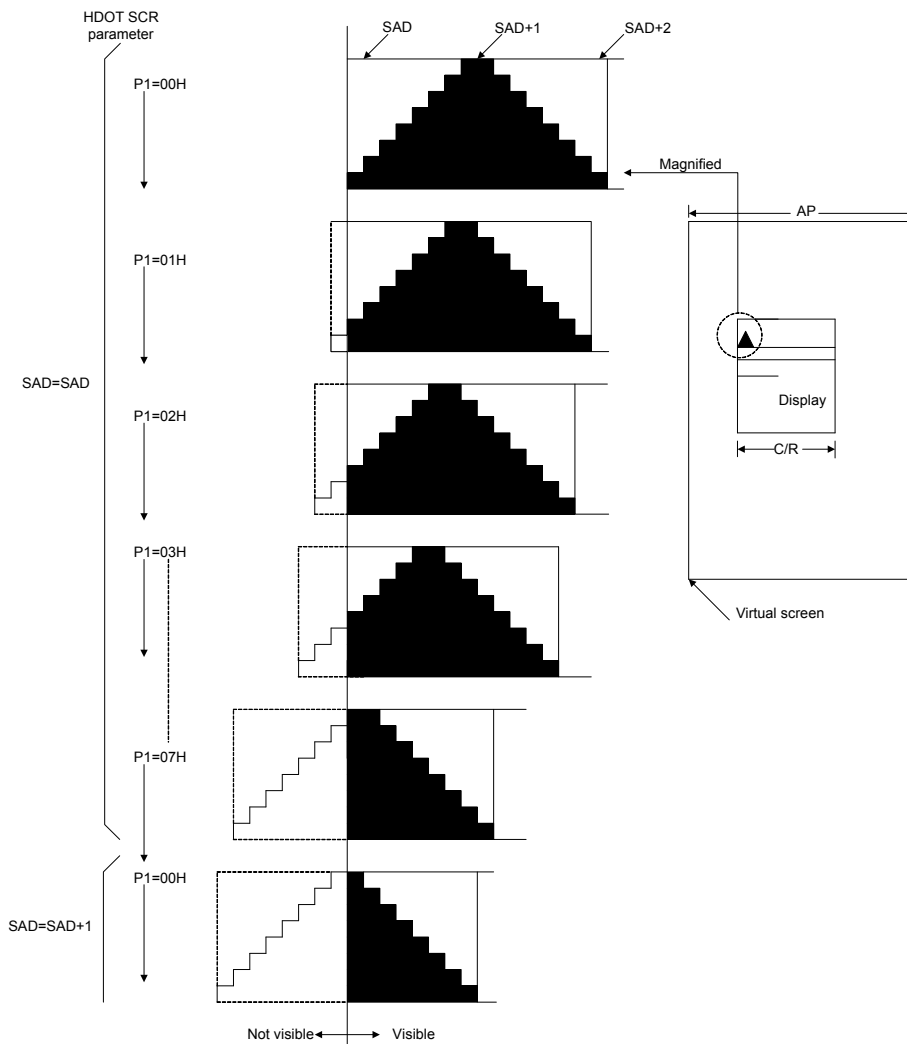 HDOT SCR
parameter
SAD
SAD+1
SAD+2
P1=00H
Magnified
AP
P1=01H
SAD=SAD
P1=02H
Display
C/R
P1=03H
Virtual screen
P1=07H
P1=00H
SAD=SAD+1
Not visible
Visible